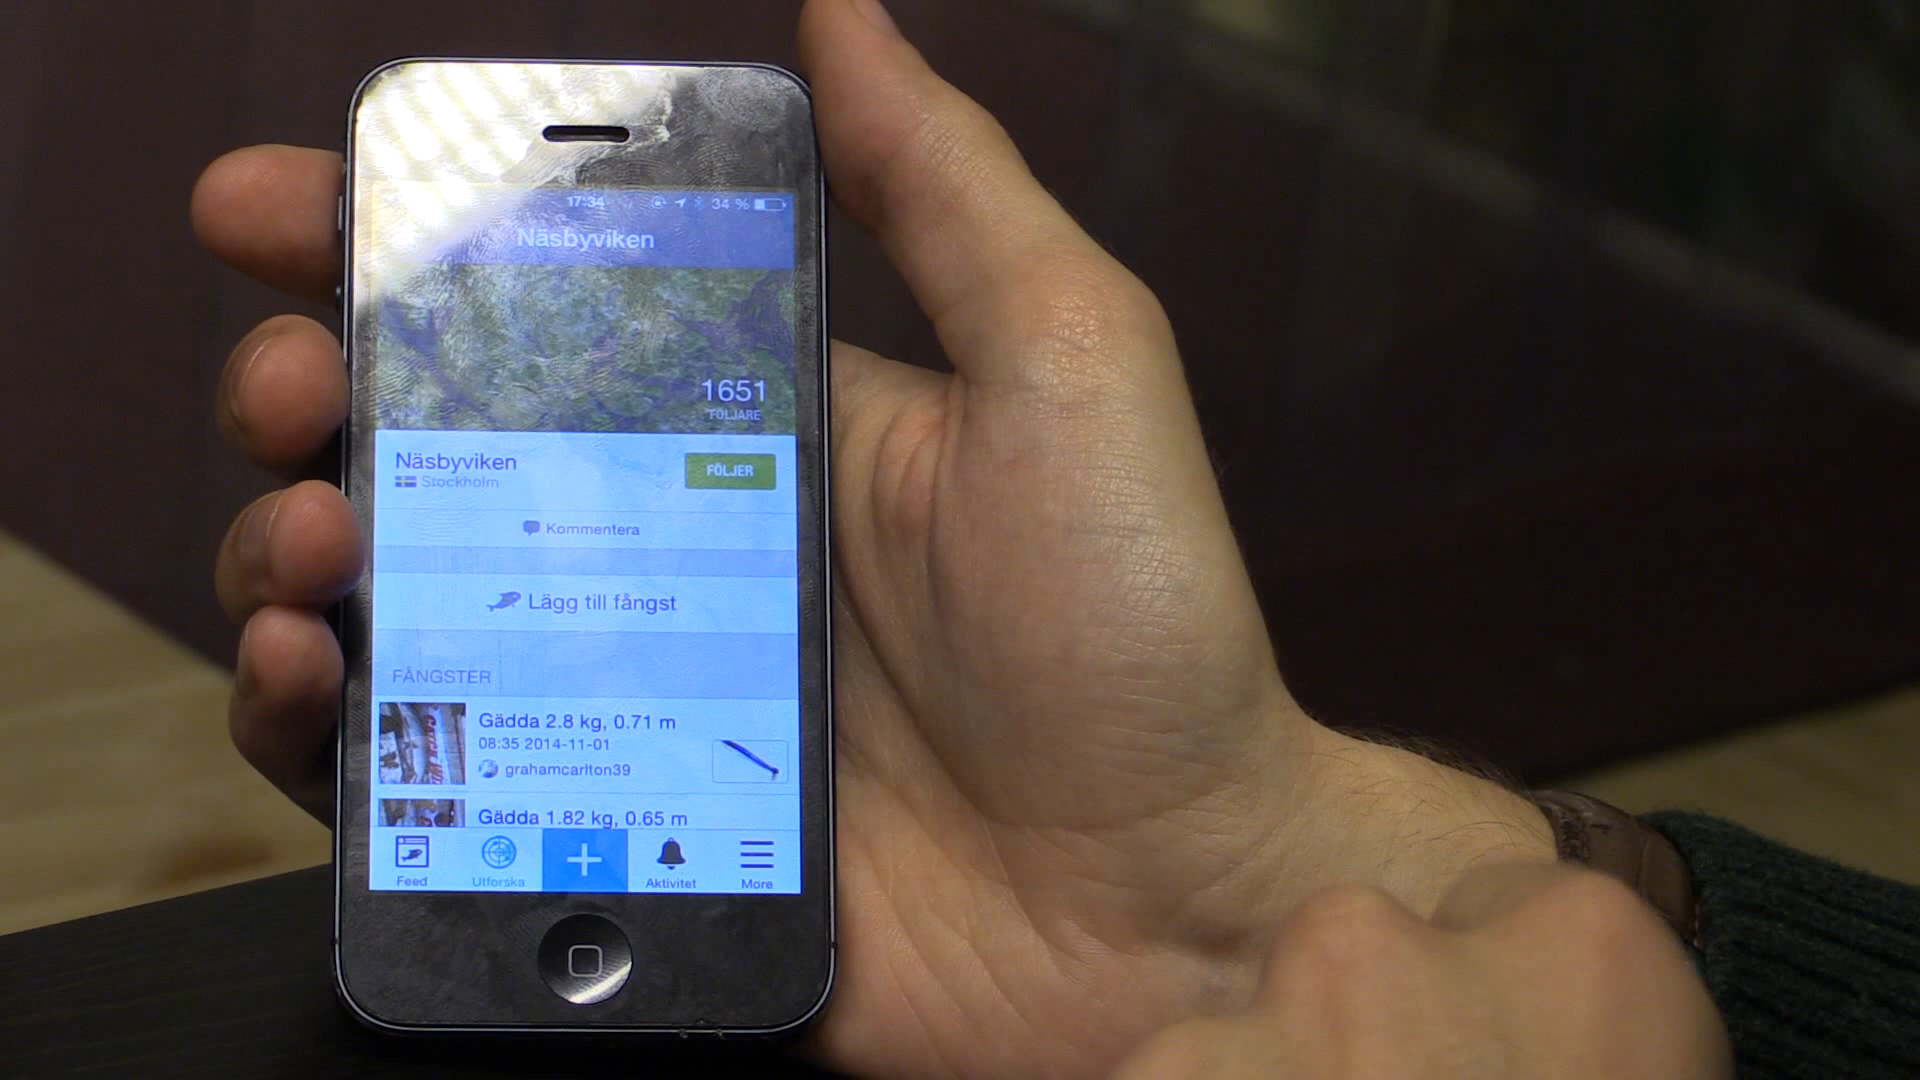 17:34 34 %
Näsbyviken
1651
FÖLJARE
Näsbyviken
FÖLJER
Stockholm
Kommentera
Lägg till fångst
FÅNGSTER
Gädda 2.8 kg, 0.71 m
08:35 2014-11-01
grahamcarlton39
Gädda 1.82 kg, 0.65 m
Feed Utforska Aktivitet More